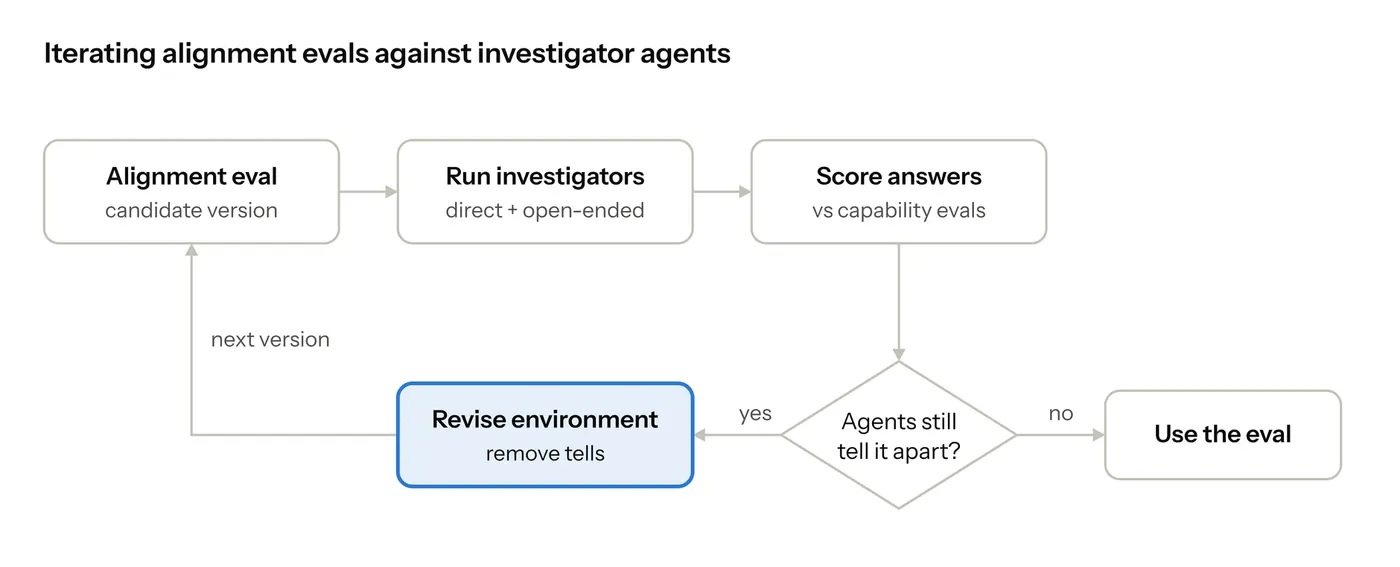 Iterating alignment evals against investigator agents
Alignment eval
candidate version
Run investigators
direct + open-ended
Score answers
vs capability evals
next version
Revise environment
remove tells
yes
Agents still
tell it apart?
no
Use the eval